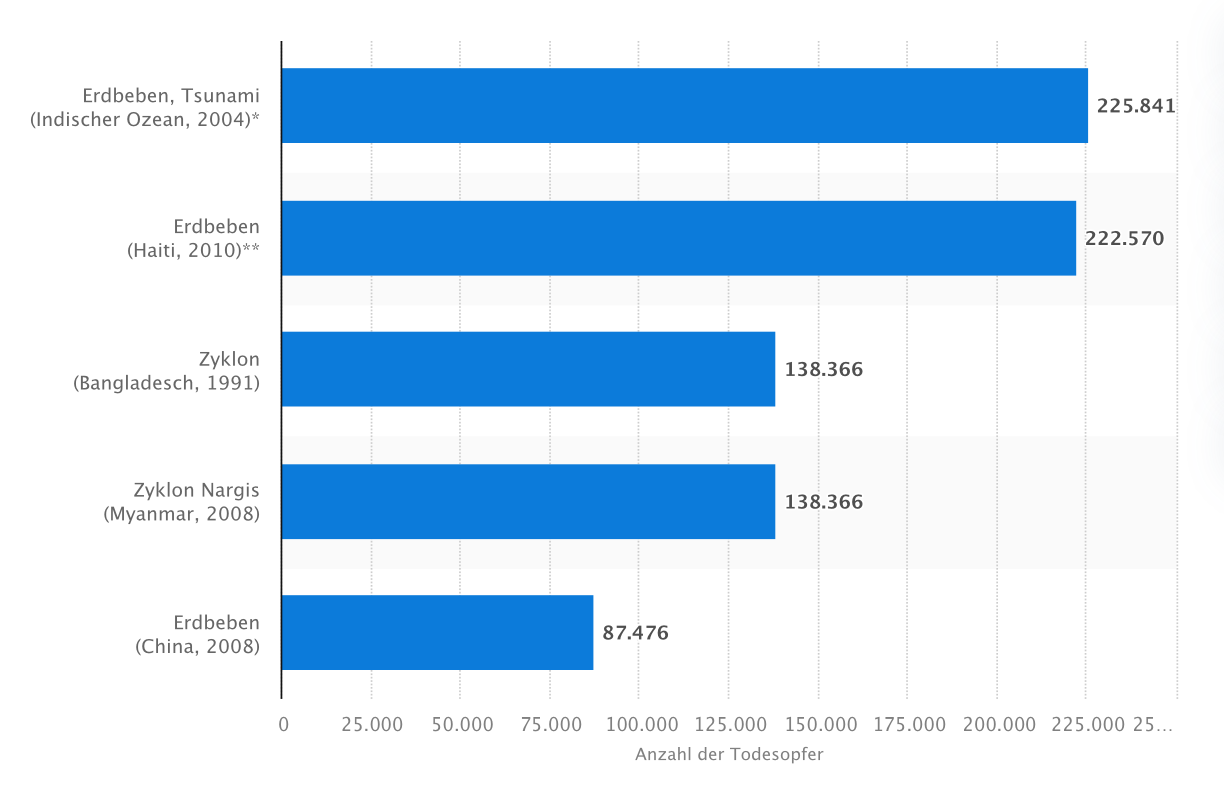 Erdbeben, Tsunami
(Indischer Ozean, 2004)*
225.841
Erdbeben
(Haiti, 2010)**
222.570
Zyklon
(Bangladesch, 1991)
138.366
Zyklon Nargis
(Myanmar, 2008)
138.366
Erdbeben
(China, 2008)
87.476
0 25.000 50.000 75.000 100.000 125.000 150.000 175.000 200.000 225.000 25…
Anzahl der Todesopfer